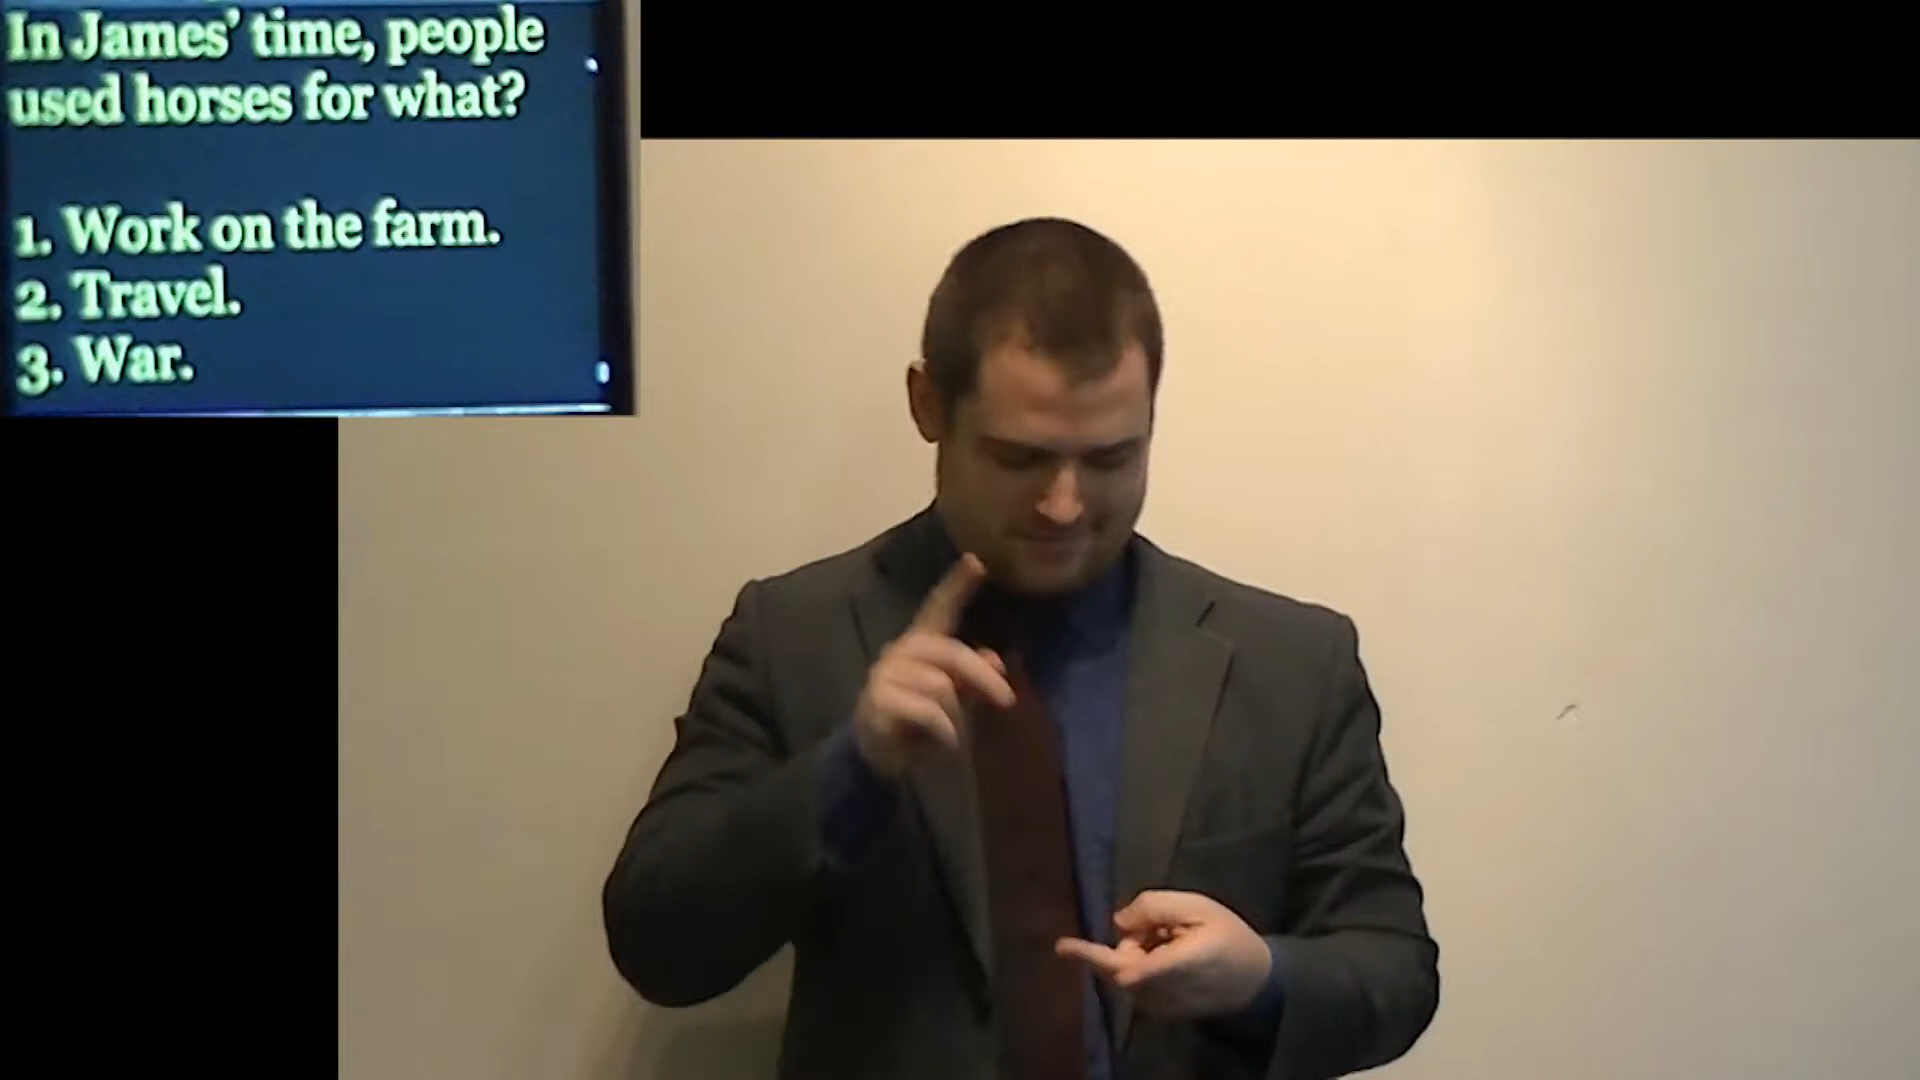 In James’ time, people
used horses for what?
1. Work on the farm.
2. Travel.
3. War.